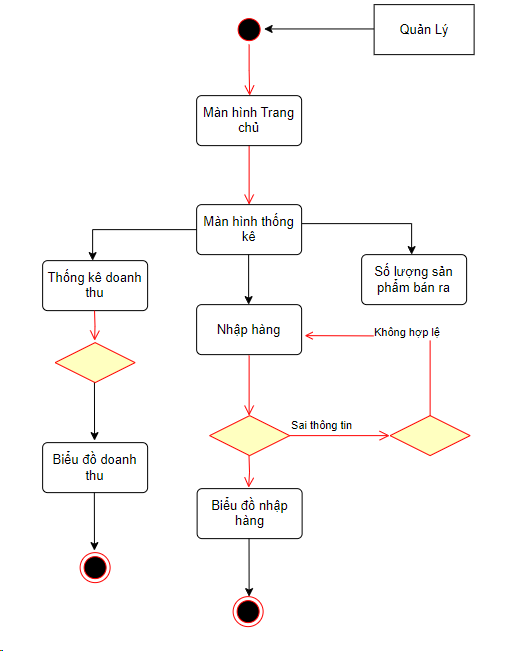 Quản Lý
Màn hình Trang
chủ
Màn hình thống
kê
Thống kê doanh
thu
Số lượng sản
phẩm bán ra
Nhập hàng
Không hợp lệ
Sai thông tin
Biểu đồ doanh
thu
Biểu đồ nhập
hàng